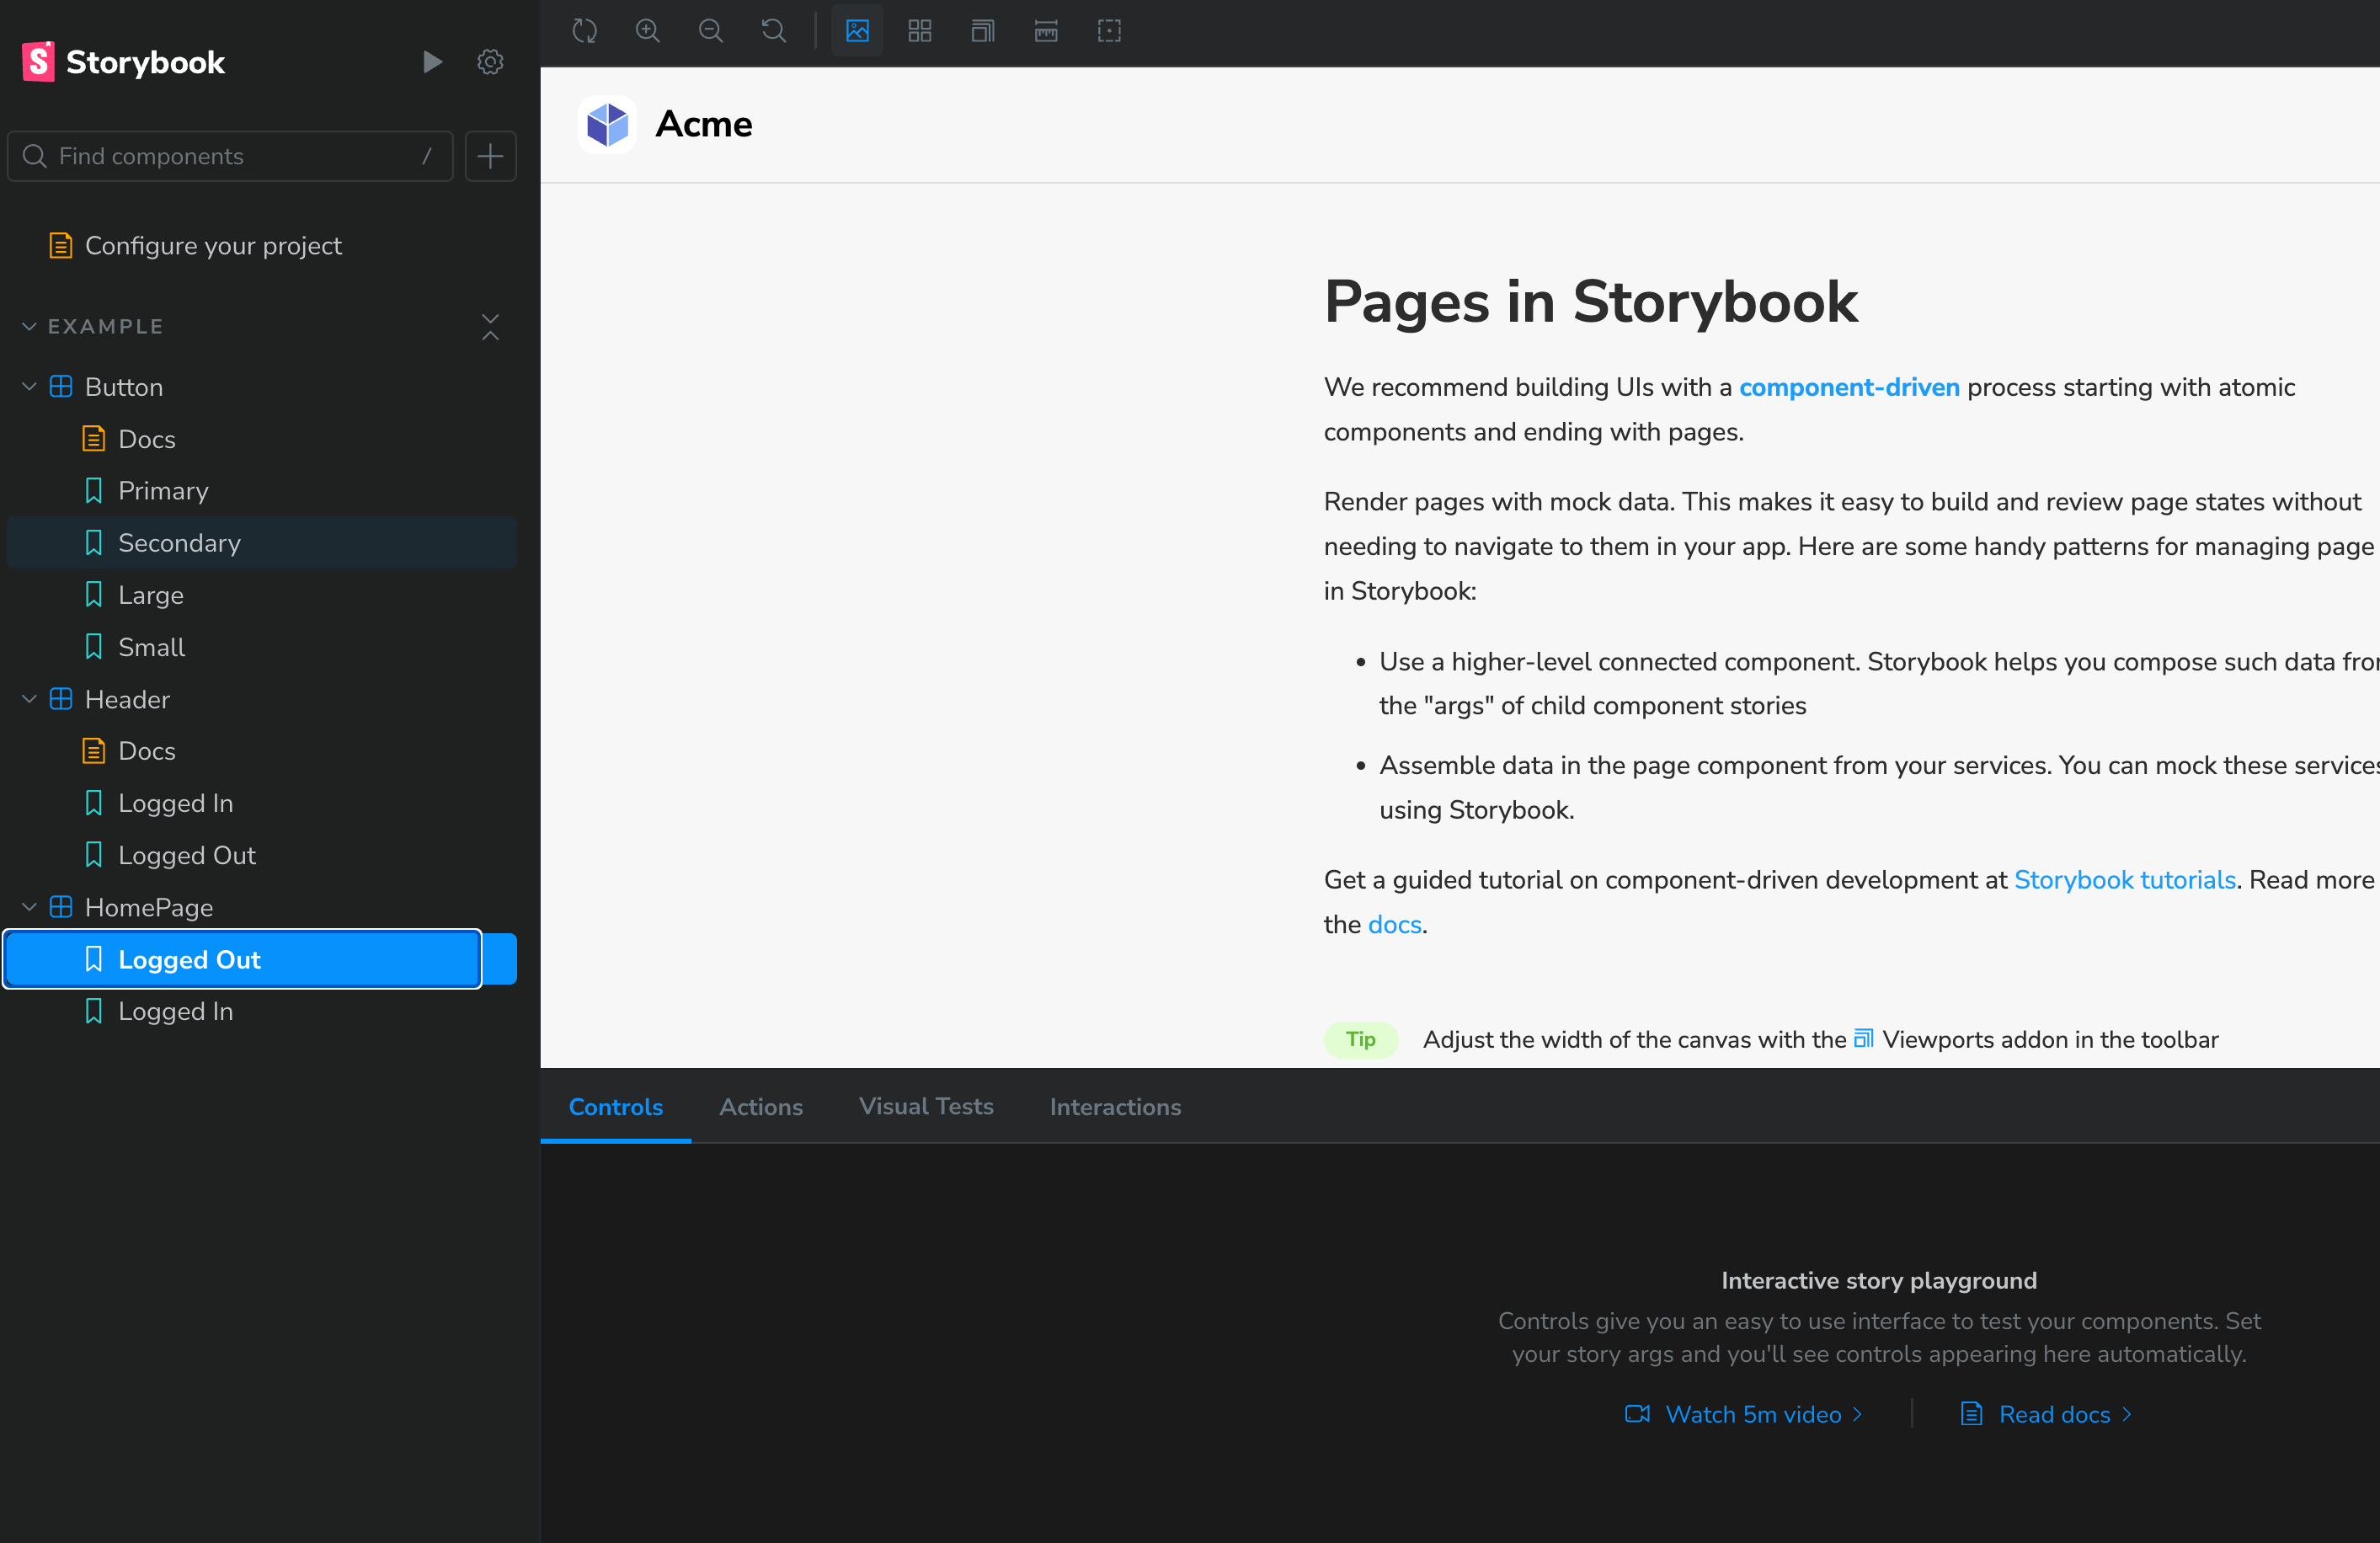 Storybook
Find components
/
Configure your project
EXAMPLE
Button
Docs
Primary
Secondary
Large
Small
Header
Docs
Logged In
Logged Out
HomePage
Logged Out
Logged In
Acme
Pages in Storybook
We recommend building UIs with a component-driven process starting with atomic
components and ending with pages.
Render pages with mock data. This makes it easy to build and review page states without
needing to navigate to them in your app. Here are some handy patterns for managing page
in Storybook:
• Use a higher-level connected component. Storybook helps you compose such data
the "args" of child component stories
• Assemble data in the page component from your services. You can mock these services
using Storybook.
Get a guided tutorial on component-driven development at Storybook tutorials. Read more
the docs.
Tip Adjust the width of the canvas with the Viewports addon in the toolbar
Controls Actions Visual Tests Interactions
Interactive story playground
Controls give you an easy to use interface to test your components. Set
your story args and you'll see controls appearing here automatically.
Watch 5m video Read docs